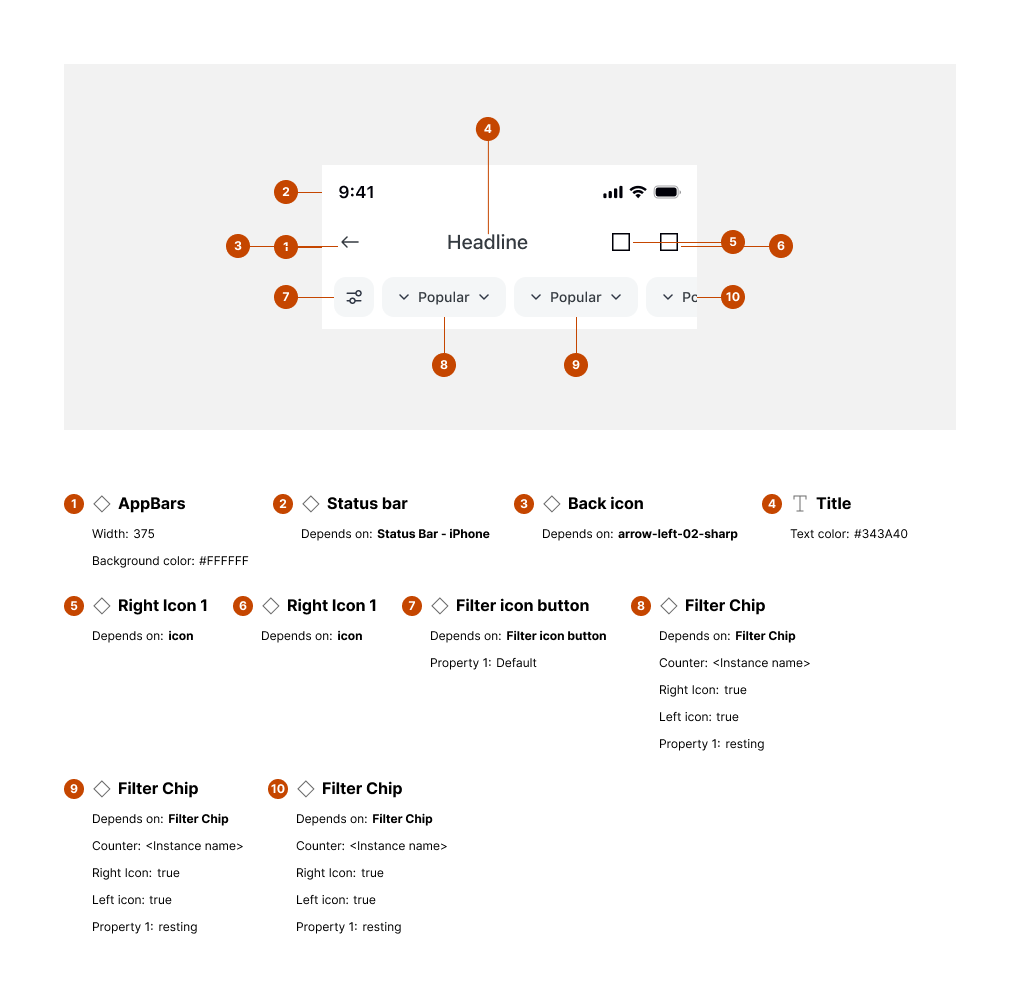 4
2
9:41
3
1
Headline
5
6
7
Popular
Popular
Po
10
8
9
1 AppBars
Width: 375
Background color: #FFFFFF
2 Status bar
Depends on: Status Bar - iPhone
3 Back icon
Depends on: arrow-left-02-sharp
4 Title
Text color: #343A40
5 Right Icon 1
Depends on: icon
6 Right Icon 1
Depends on: icon
7 Filter icon button
Depends on: Filter icon button
Property 1: Default
8 Filter Chip
Depends on: Filter Chip
Counter: <Instance name>
Right Icon: true
Left icon: true
Property 1: resting
9 Filter Chip
Depends on: Filter Chip
Counter: <Instance name>
Right Icon: true
Left icon: true
Property 1: resting
10 Filter Chip
Depends on: Filter Chip
Counter: <Instance name>
Right Icon: true
Left icon: true
Property 1: resting